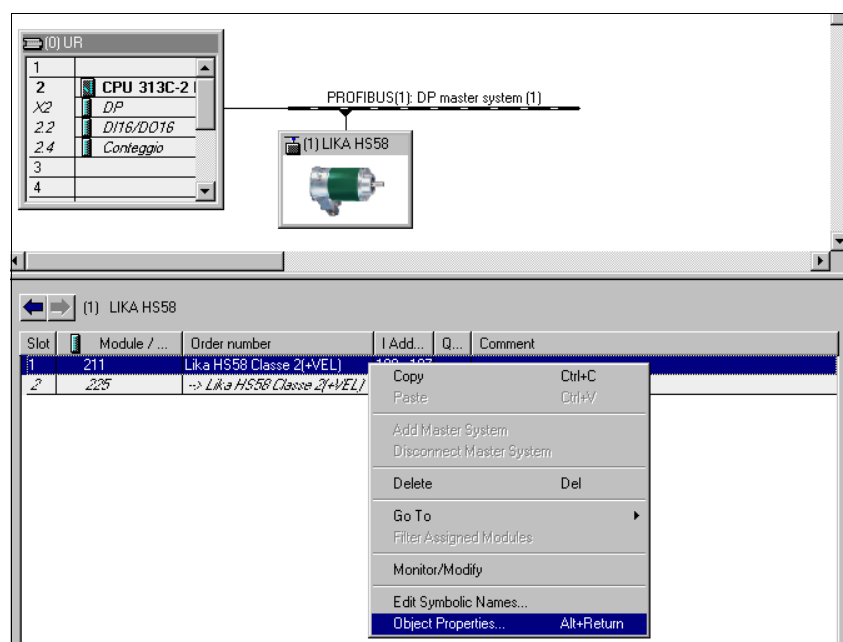 (0) UR
1
2 CPU 313C-2
X2 DP
2.2 DI16/DO16
2.4 Conteggio
3
4
PROFIBUS(1): DP master system (1)
(1) LIKA HS58
(1) LIKA HS58
Slot Module / ... Order number I Add... Q... Comment
1 211 Lika HS58 Classe 2(+VEL)
2 225 --> Lika HS58 Classe 2(+VEL)
Copy Ctrl+C
Paste Ctrl+V
Add Master System
Disconnect Master System
Delete Del
Go To
Filter Assigned Modules
Monitor/Modify
Edit Symbolic Names...
Object Properties... Alt+Return